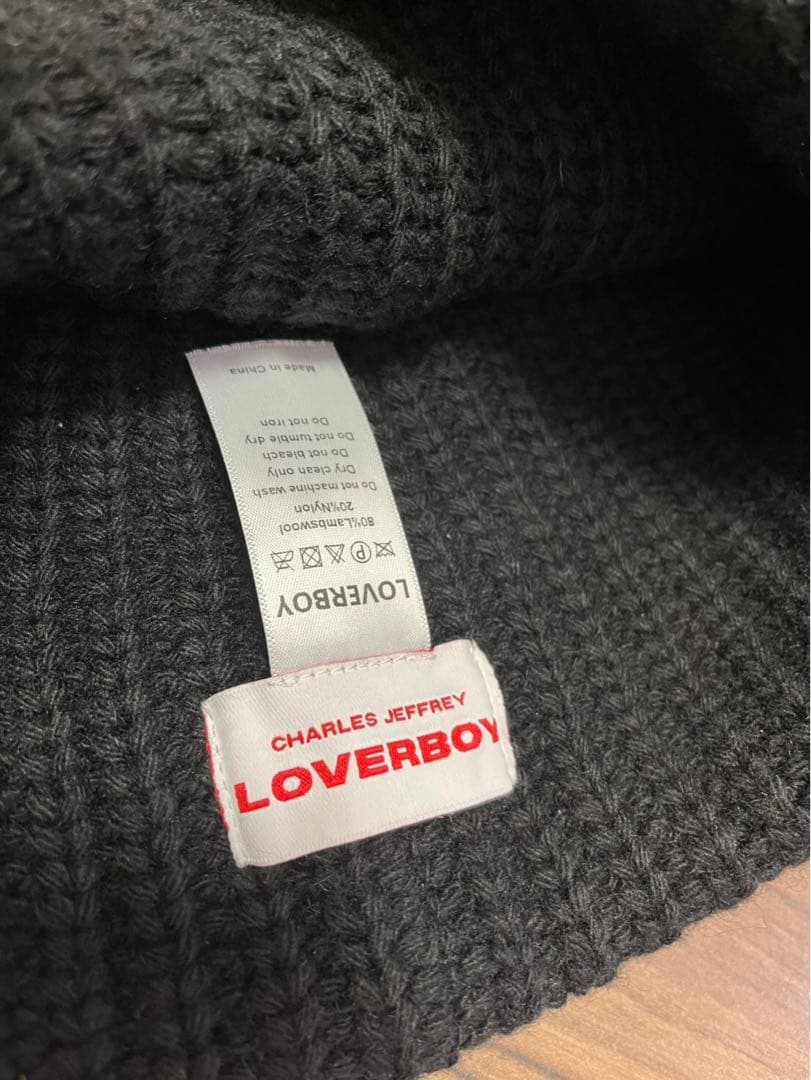 CHARLES JEFFREY
LOVERBOY
LOVERBOY
80%Lambswool
20%Nylon
Do not machine wash
Dry clean only
Do not bleach
Do not tumble dry
Do not iron
Made in China